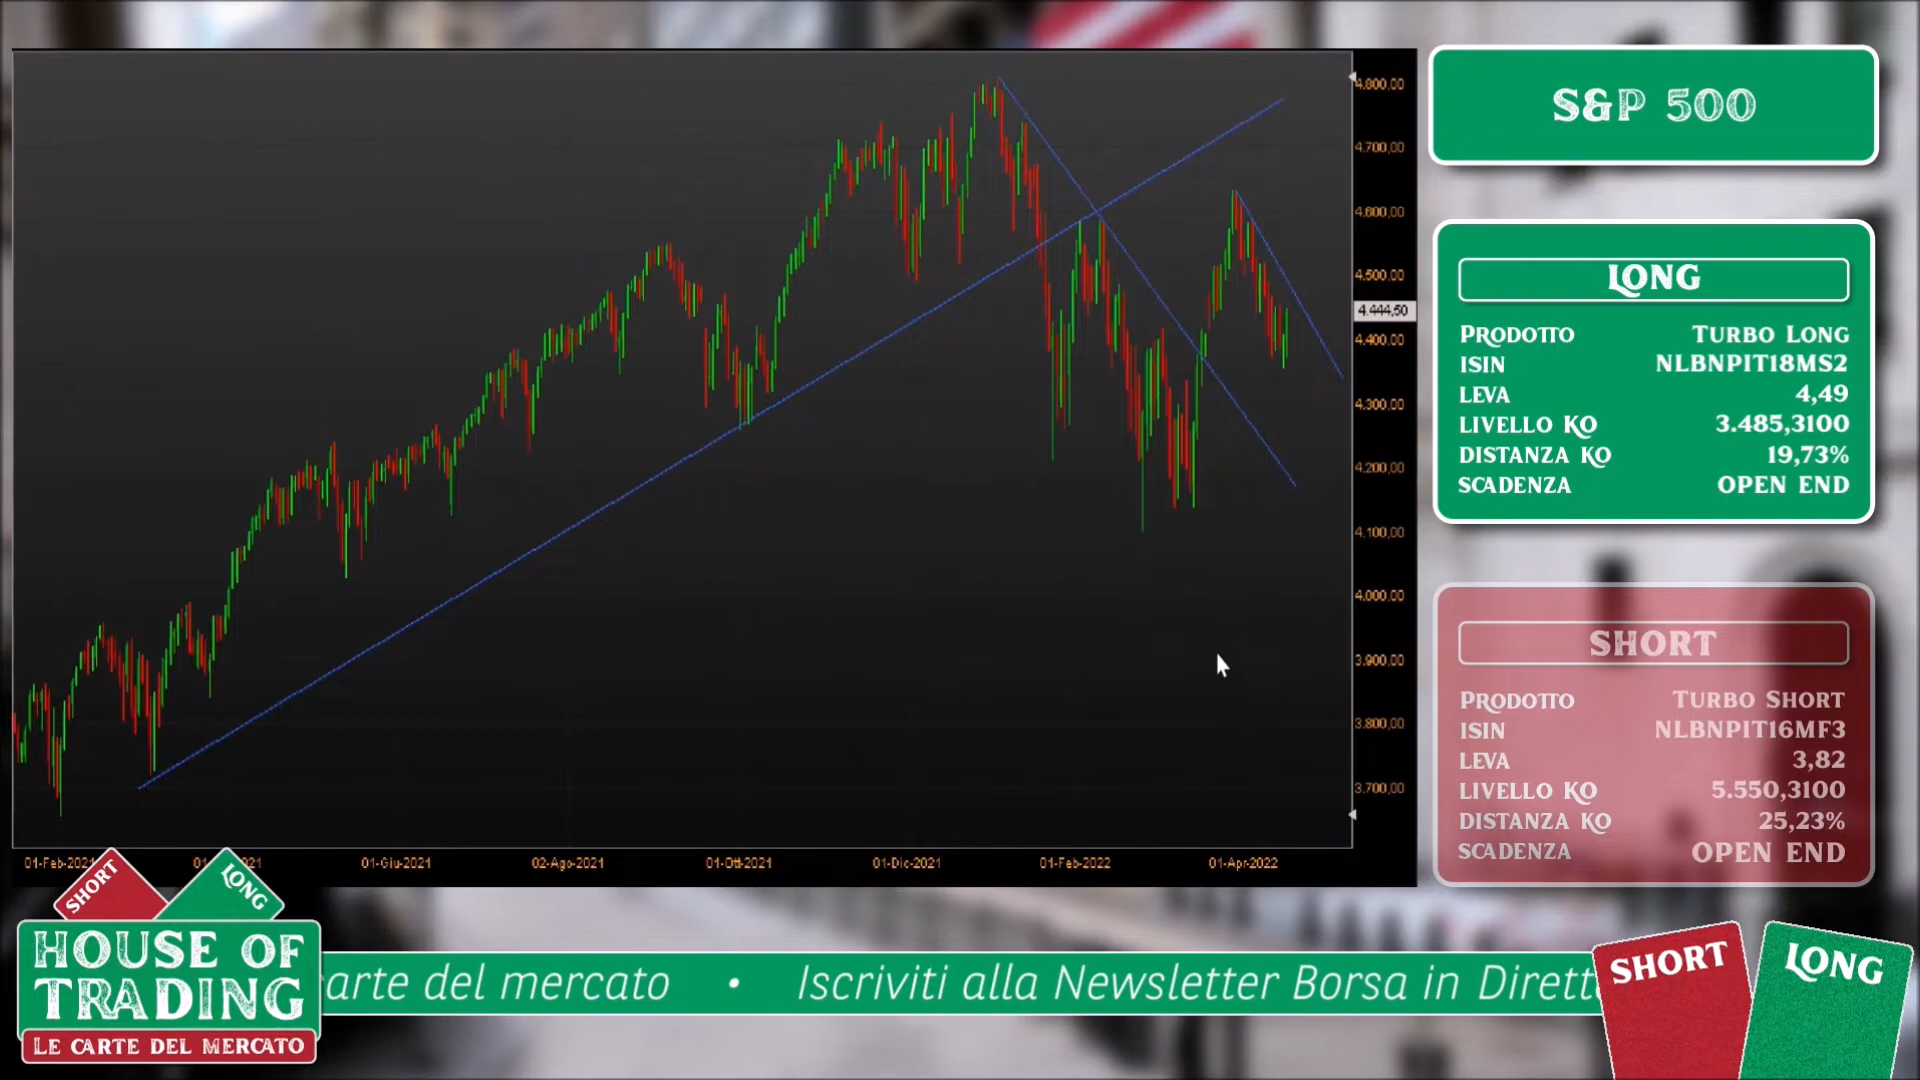 4.800,00
4.700,00
4.600,00
4.500,00
4.444,50
4.400,00
4.300,00
4.200,00
4.100,00
4.000,00
3.900,00
3.800,00
3.700,00
01-Feb-2021
01-Giu-2021
02-Ago-2021
01-Ott-2021
01-Dic-2021
01-Feb-2022
01-Apr-2022
S&P 500
LONG
PRODOTTO TURBO LONG
ISIN NLBNPIT18MS2
LEVA 4,49
LIVELLO KO 3.485,3100
DISTANZA KO 19,73%
SCADENZA OPEN END
SHORT
PRODOTTO TURBO SHORT
ISIN NLBNPIT16MF3
LEVA 3,82
LIVELLO KO 5.550,3100
DISTANZA KO 25,23%
SCADENZA OPEN END
SHORT LONG
HOUSE OF
TRADING
LE CARTE DEL MERCATO
arte del mercato • Iscriviti alla Newsletter Borsa in Dirett
SHORT LONG